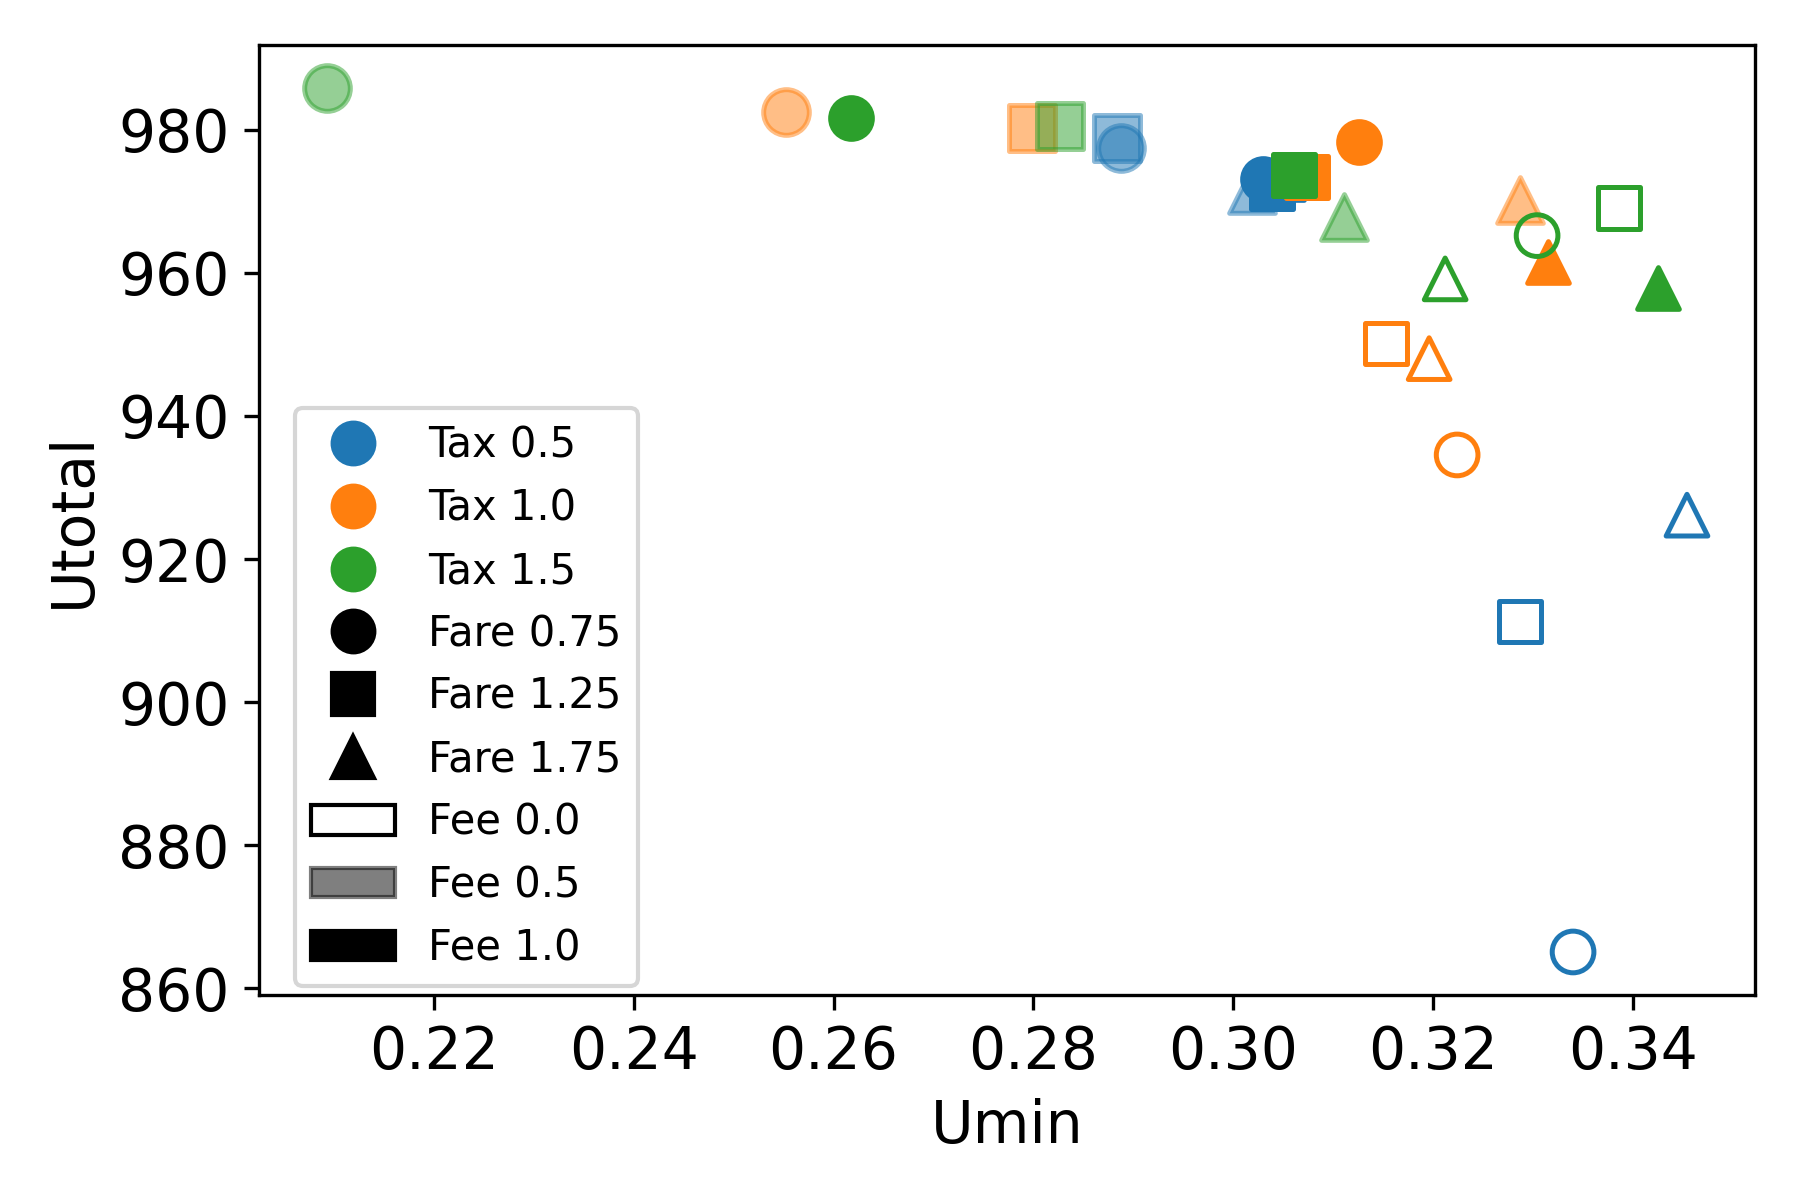 Utotal
980
960
940
920
900
880
860
Tax 0.5
Tax 1.0
Tax 1.5
Fare 0.75
Fare 1.25
Fare 1.75
Fee 0.0
Fee 0.5
Fee 1.0
0.22 0.24 0.26 0.28 0.30 0.32 0.34
Umin